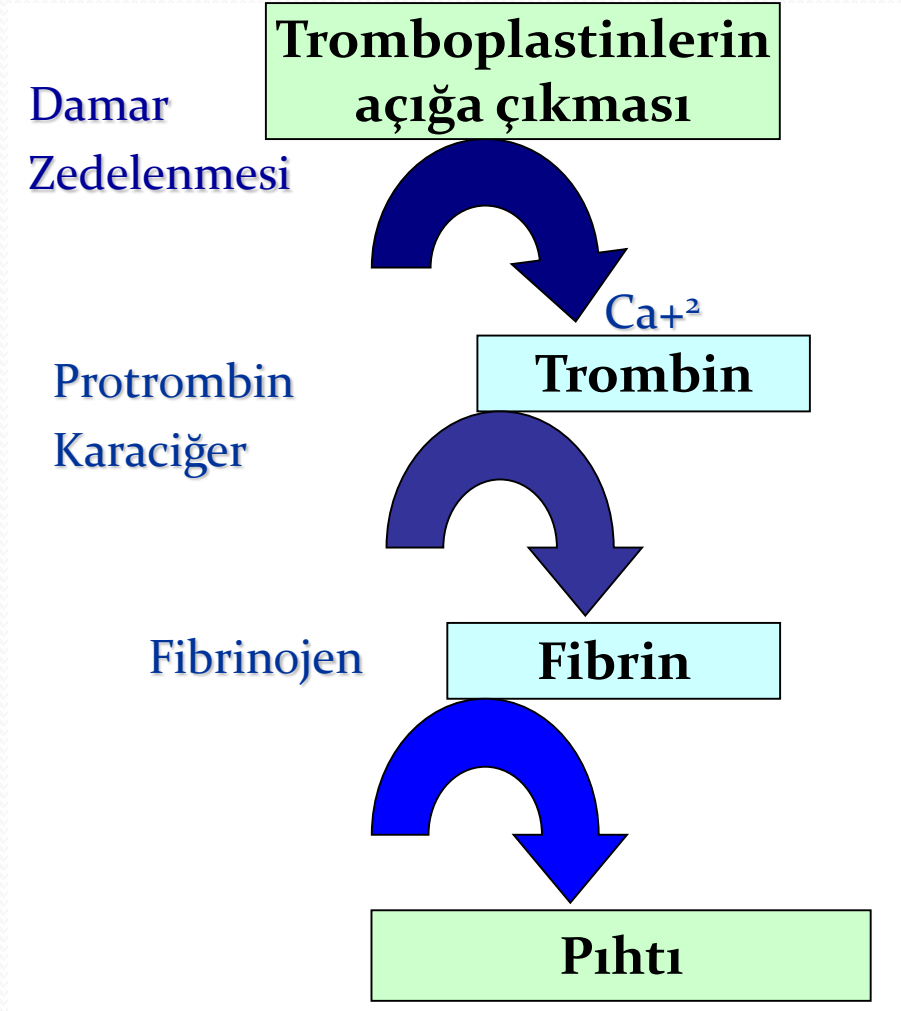 Tromboplastinlerin
açığa çıkması
Damar
Zedelenmesi
Ca+²
Trombin
Protrombin
Karaciğer
Fibrinojen
Fibrin
Pıhtı